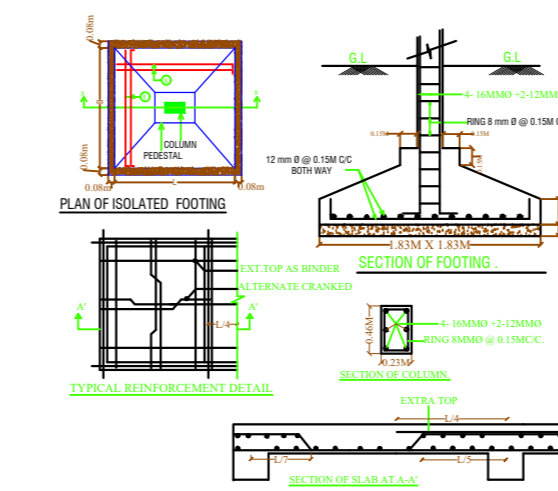 0.08m
0.08m
0.08m
0.08m
COLUMN
PEDESTAL
L
PLAN OF ISOLATED FOOTING
G.L
G.L
4- 16MMØ +2-12MM
RING 8 mm Ø @ 0.15M C
0.15M
0.15M
0.15M
12 mm Ø @ 0.15M C/C
BOTH WAY
1.83M X 1.83M
SECTION OF FOOTING .
EXT.TOP AS BINDER
ALTERNATE CRANKED
A'
A'
L/4
TYPICAL REINFORCEMENT DETAIL
0.46M
4- 16MMØ +2-12MMØ
RING 8MMØ @ 0.15MC/C.
0.23M
SECTION OF COLUMN.
EXTRA TOP
L/4
L/7
L/5
SECTION OF SLAB AT A-A'